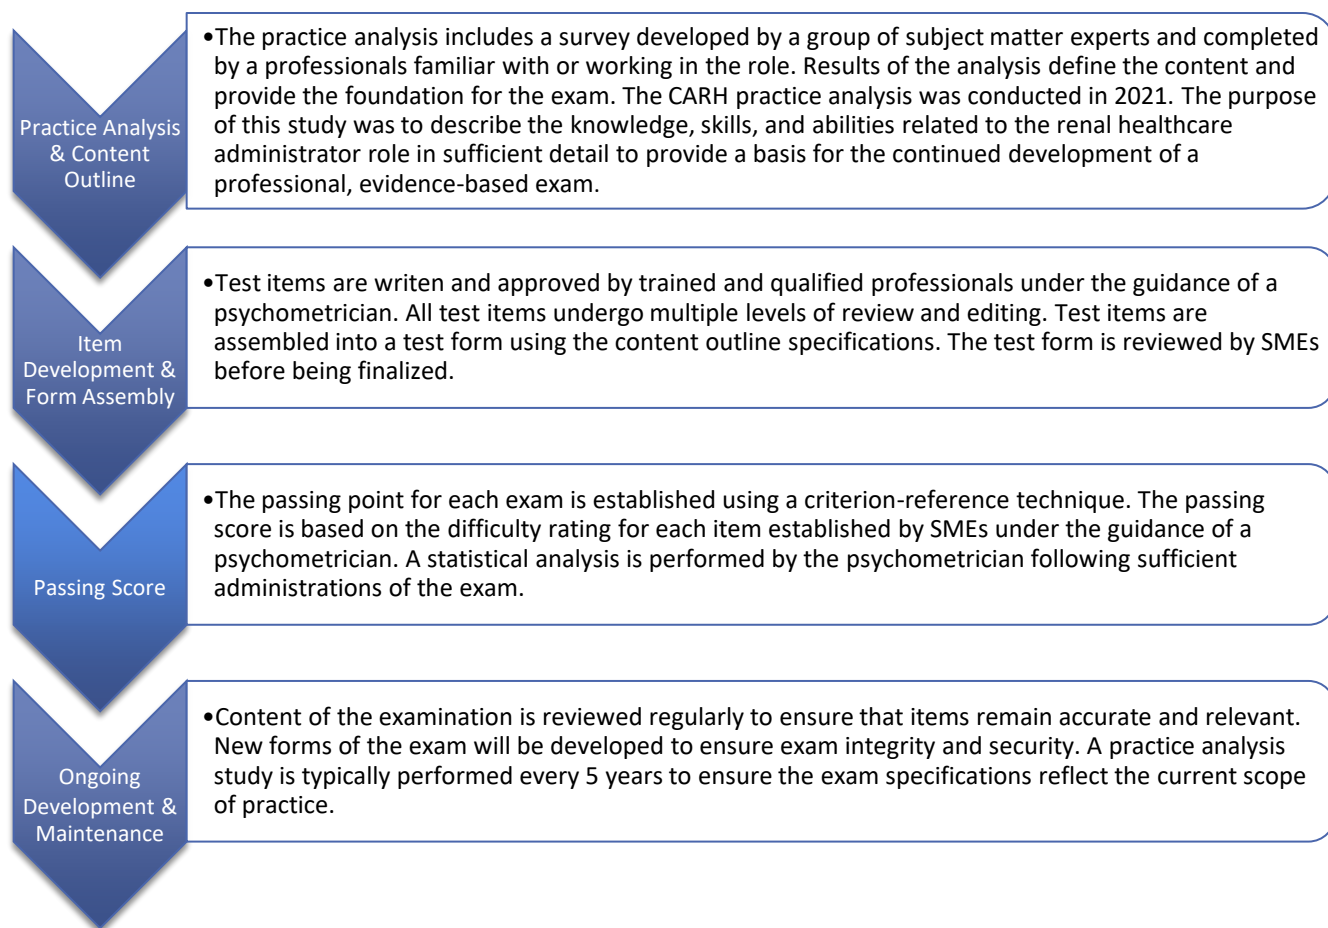 Practice Analysis
& Content
Outline
•The practice analysis includes a survey developed by a group of subject matter experts and completed
by a professionals familiar with or working in the role. Results of the analysis define the content and
provide the foundation for the exam. The CARH practice analysis was conducted in 2021. The purpose
of this study was to describe the knowledge, skills, and abilities related to the renal healthcare
administrator role in sufficient detail to provide a basis for the continued development of a
professional, evidence-based exam.
Item
Development &
Form Assembly
•Test items are writen and approved by trained and qualified professionals under the guidance of a
psychometrician. All test items undergo multiple levels of review and editing. Test items are
assembled into a test form using the content outline specifications. The test form is reviewed by SMEs
before being finalized.
Passing Score
•The passing point for each exam is established using a criterion-reference technique. The passing
score is based on the difficulty rating for each item established by SMEs under the guidance of a
psychometrician. A statistical analysis is performed by the psychometrician following sufficient
administrations of the exam.
Ongoing
Development &
Maintenance
•Content of the examination is reviewed regularly to ensure that items remain accurate and relevant.
New forms of the exam will be developed to ensure exam integrity and security. A practice analysis
study is typically performed every 5 years to ensure the exam specifications reflect the current scope
of practice.